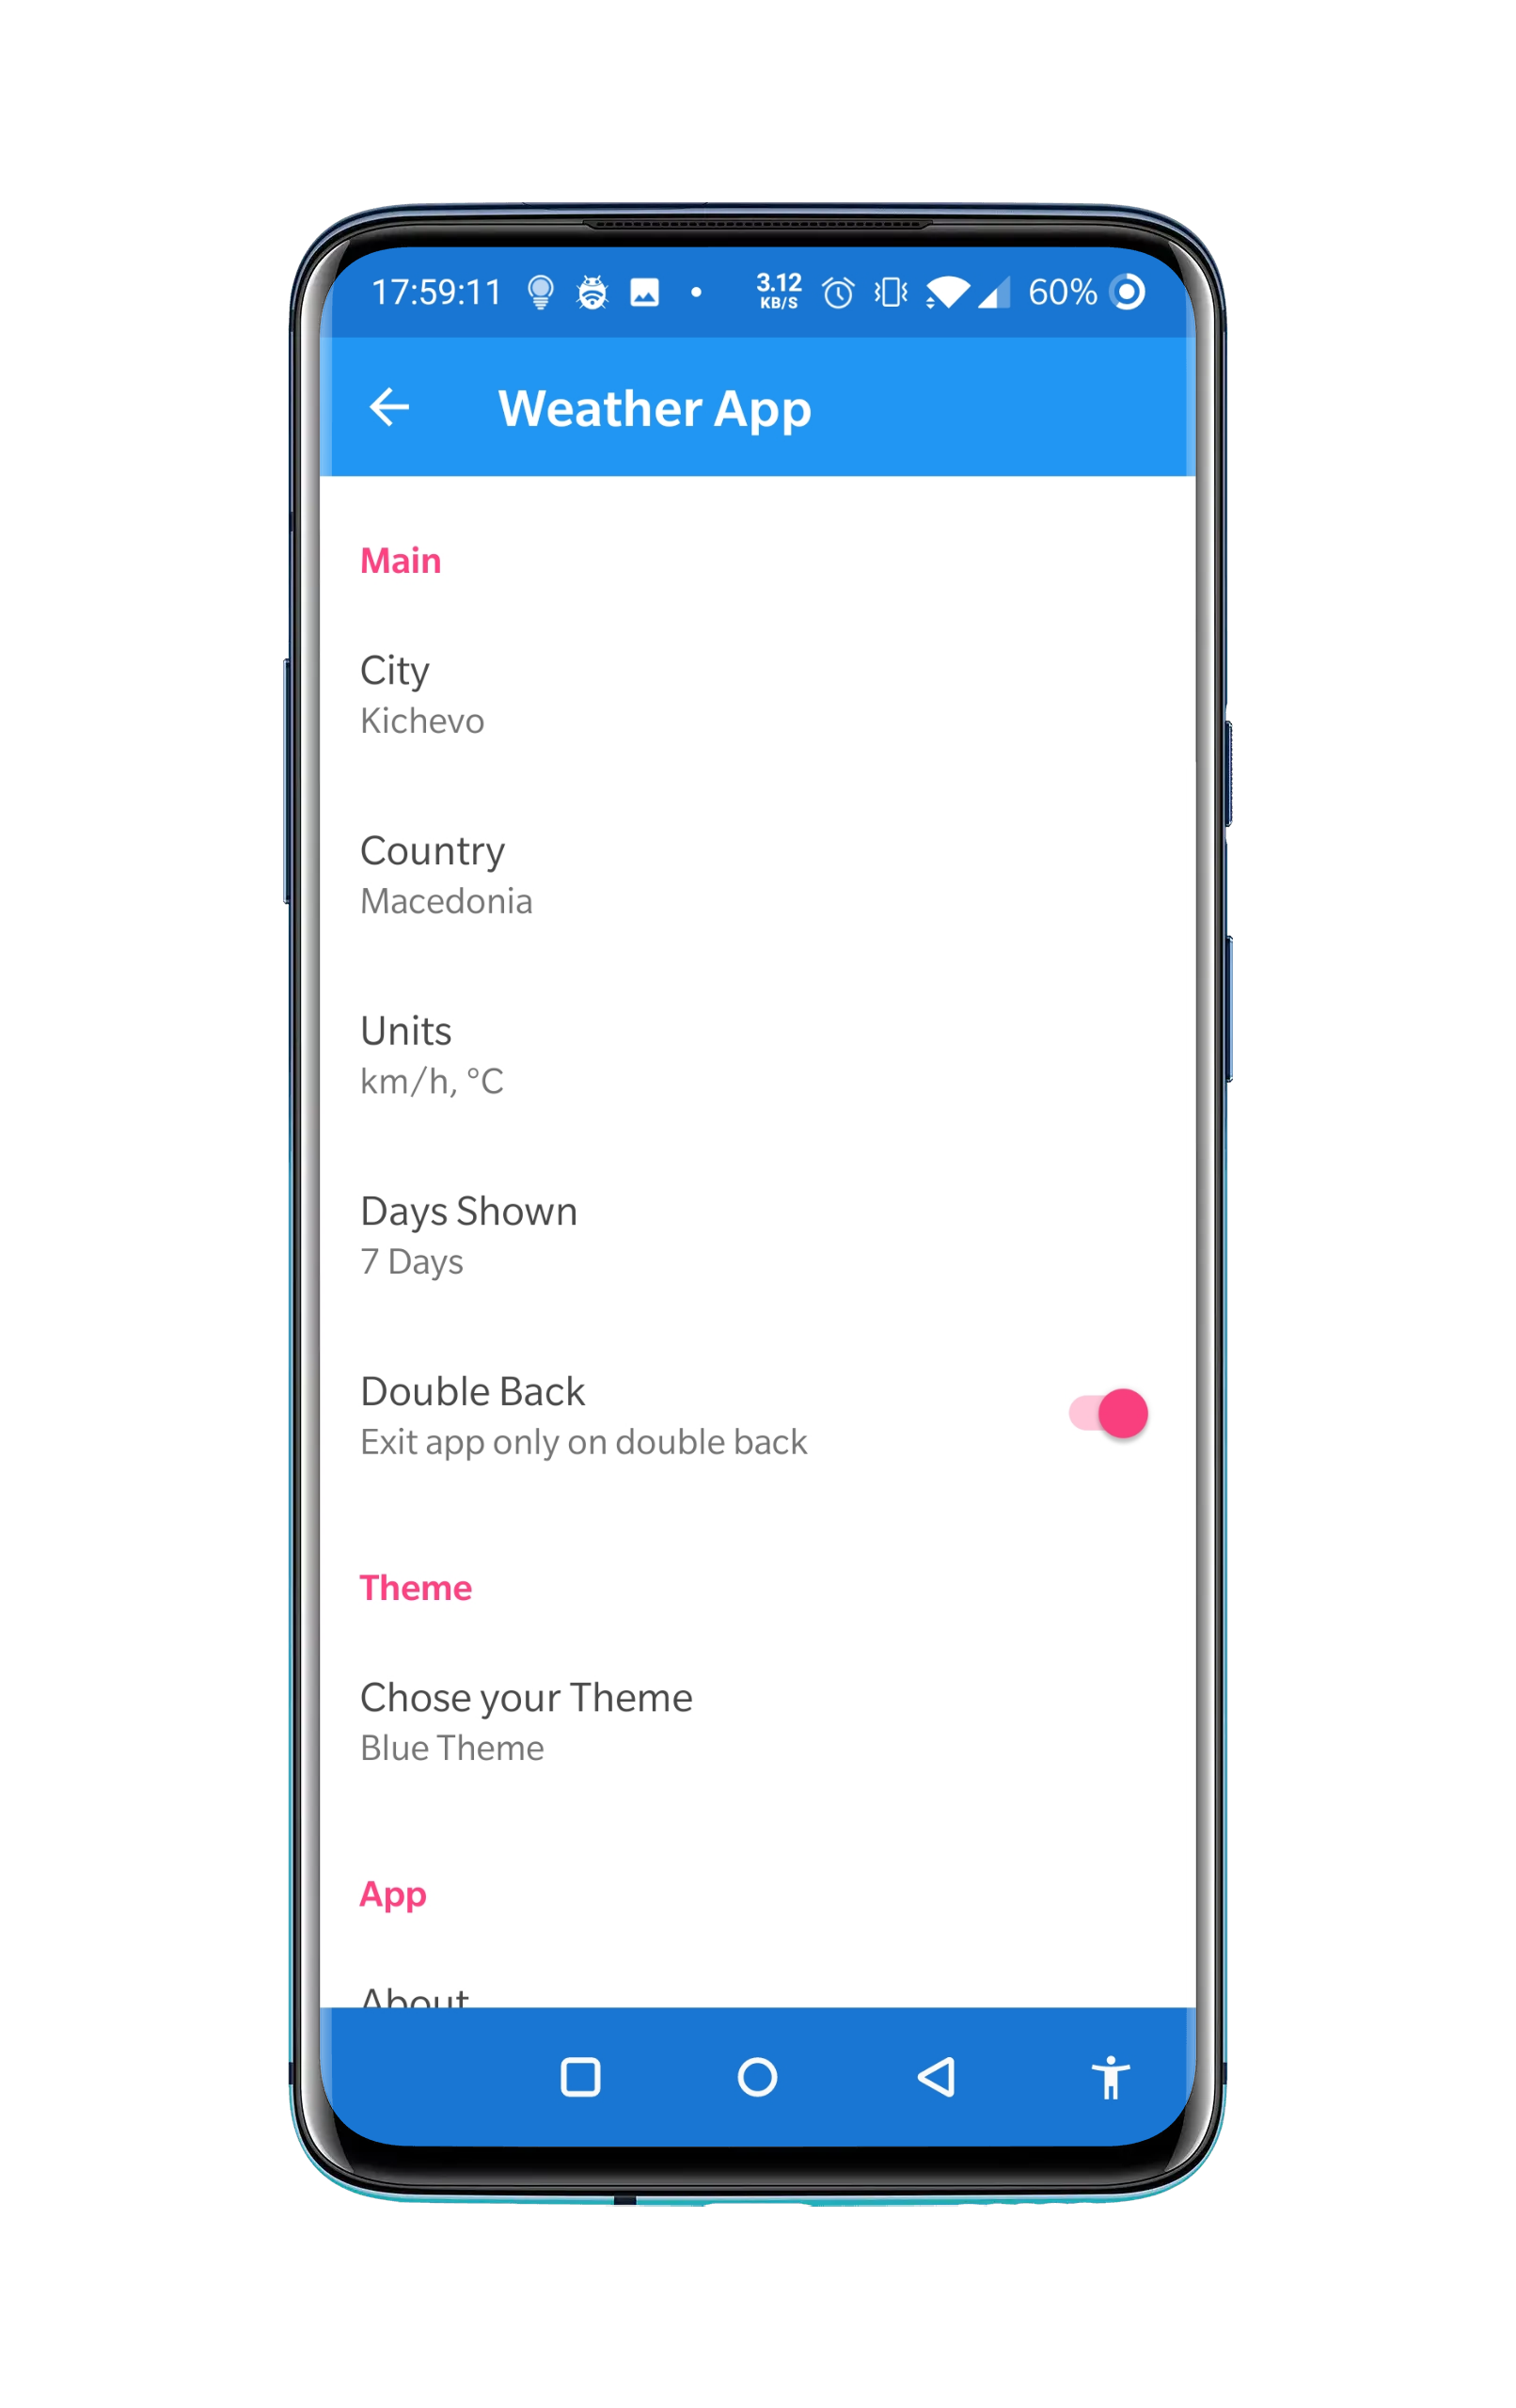 17:59:11 3.12 KB/S 60%
Weather App
Main
City
Kichevo
Country
Macedonia
Units
km/h, °C
Days Shown
7 Days
Double Back
Exit app only on double back
Theme
Chose your Theme
Blue Theme
App
About